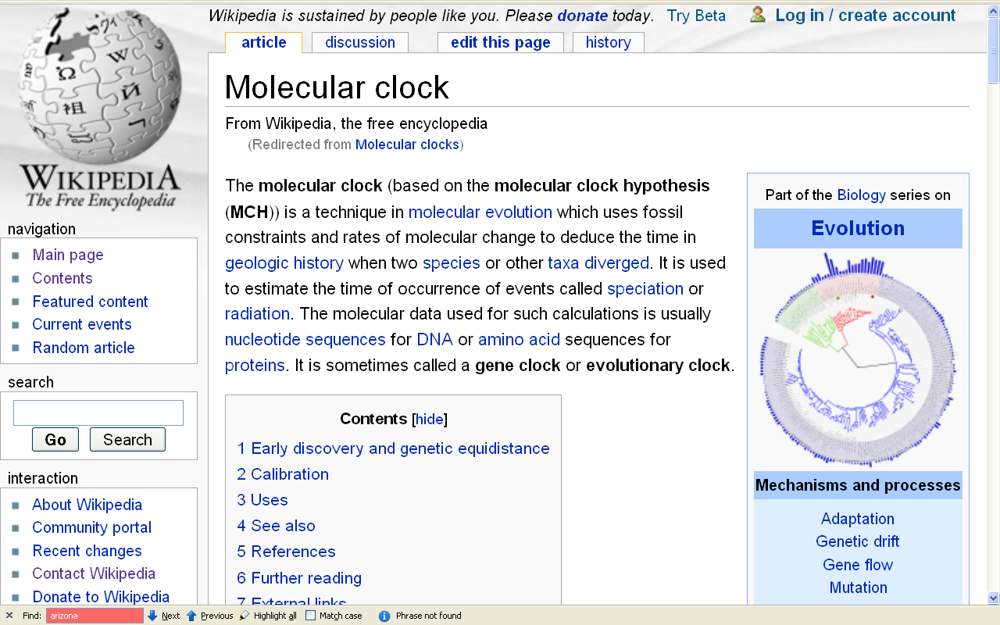 Wikipedia is sustained by people like you. Please donate today. Try Beta Log in / create account
article discussion edit this page history
WIKIPEDIA
The Free Encyclopedia
navigation
Main page
Contents
Featured content
Current events
Random article
search
Go Search
interaction
About Wikipedia
Community portal
Recent changes
Contact Wikipedia
Donate to Wikipedia
Molecular clock
From Wikipedia, the free encyclopedia
(Redirected from Molecular clocks)
The molecular clock (based on the molecular clock hypothesis
(MCH)) is a technique in molecular evolution which uses fossil
constraints and rates of molecular change to deduce the time in
geologic history when two species or other taxa diverged. It is used
to estimate the time of occurrence of events called speciation or
radiation. The molecular data used for such calculations is usually
nucleotide sequences for DNA or amino acid sequences for
proteins. It is sometimes called a gene clock or evolutionary clock.
Contents [hide]
1 Early discovery and genetic equidistance
2 Calibration
3 Uses
4 See also
5 References
6 Further reading
7 External links
Part of the Biology series on
Evolution
Mechanisms and processes
Adaptation
Genetic drift
Gene flow
Mutation
Find: arizona Next Previous Highlight all Match case Phrase not found